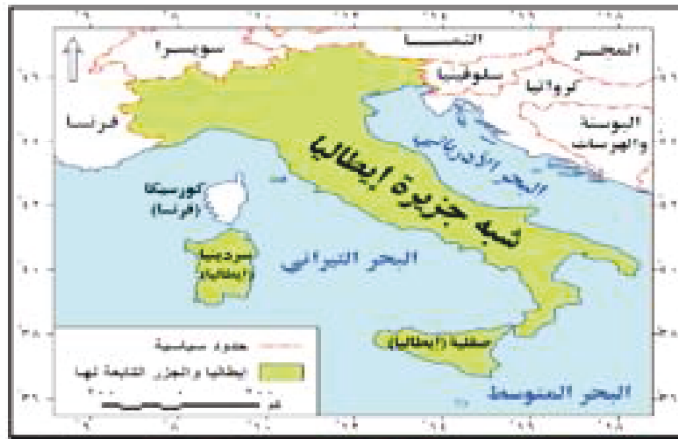 سويسرا
النمسا
المجر
سلوفينيا
كرواتيا
فرنسا
البوسنة
والهرسك
البحر الأدرياتي
شبه جزيرة إيطاليا
كورسيكا
(فرنسا)
سردينيا
(إيطاليا)
البحر التيراني
صقلية (إيطاليا)
البحر المتوسط
حدود سياسية
إيطاليا والجزر التابعة لها
كم